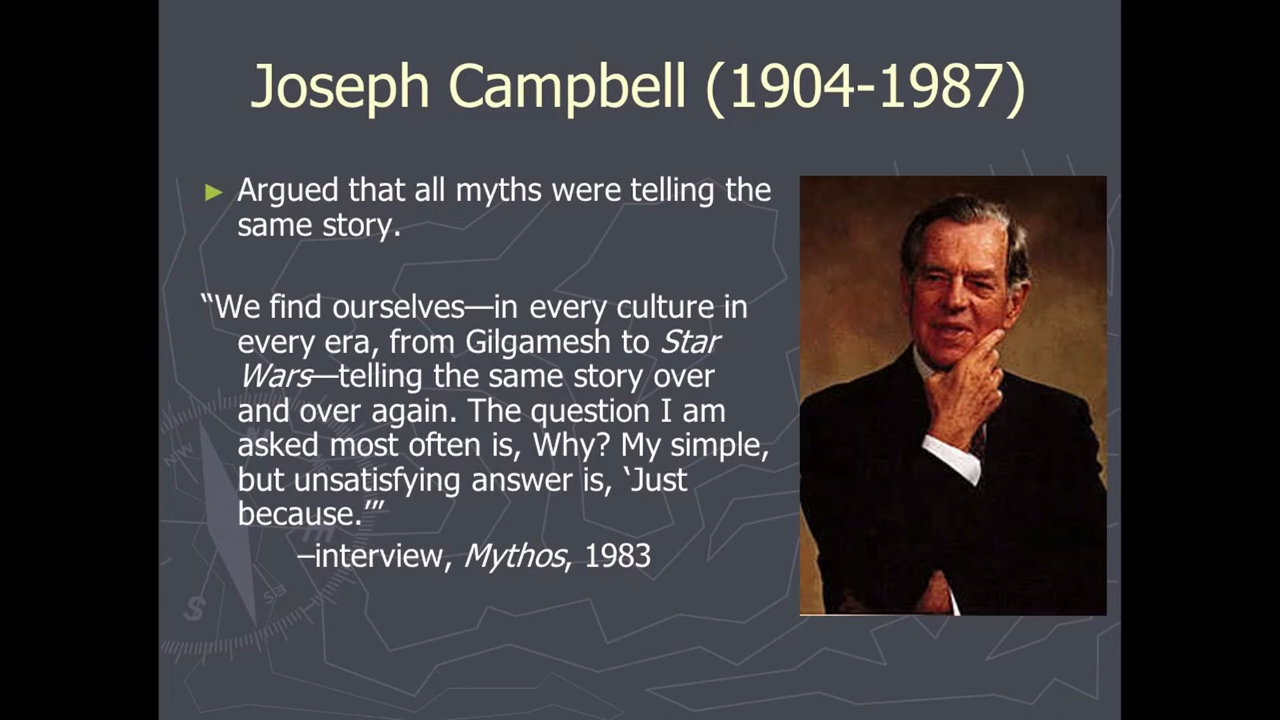 Joseph Campbell (1904-1987)
► Argued that all myths were telling the
same story.
“We find ourselves—in every culture in
every era, from Gilgamesh to Star
Wars—telling the same story over
and over again. The question I am
asked most often is, Why? My simple,
but unsatisfying answer is, ‘Just
because.’”
–interview, Mythos, 1983
NW
N
E
SE
S